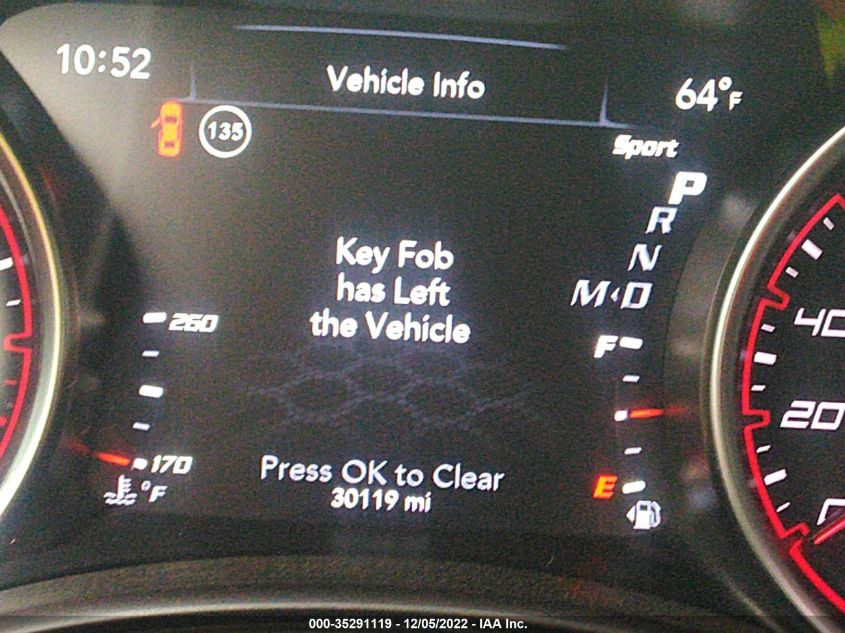 10:52
Vehicle Info
64°F
135
Sport
P
R
N
M‹D
Key Fob
has Left
the Vehicle
260
F
40
20
170
°F
E
Press OK to Clear
30119 mi
000-35291119 - 12/05/2022 - IAA Inc.